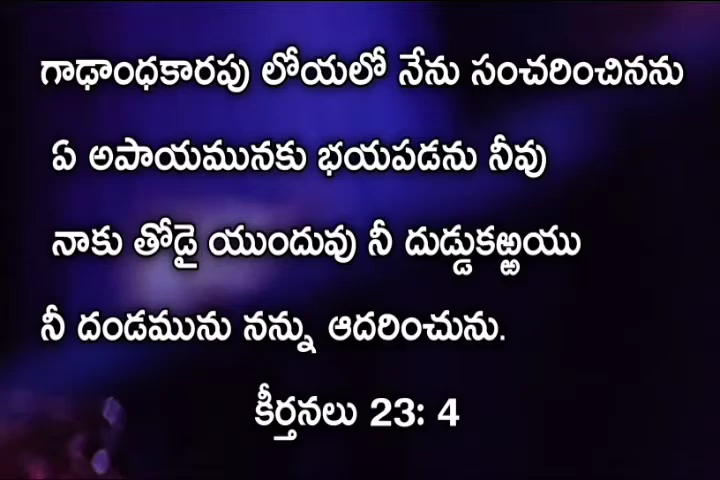 గాఢాంధకారపు లోయలో నేను సంచరించినను
ఏ అపాయమునకు భయపడను నీవు
నాకు తోడై యుందువు నీ దుడ్డుకఱ్ఱయు
నీ దండమును నన్ను ఆదరించును.
కీర్తనలు 23: 4